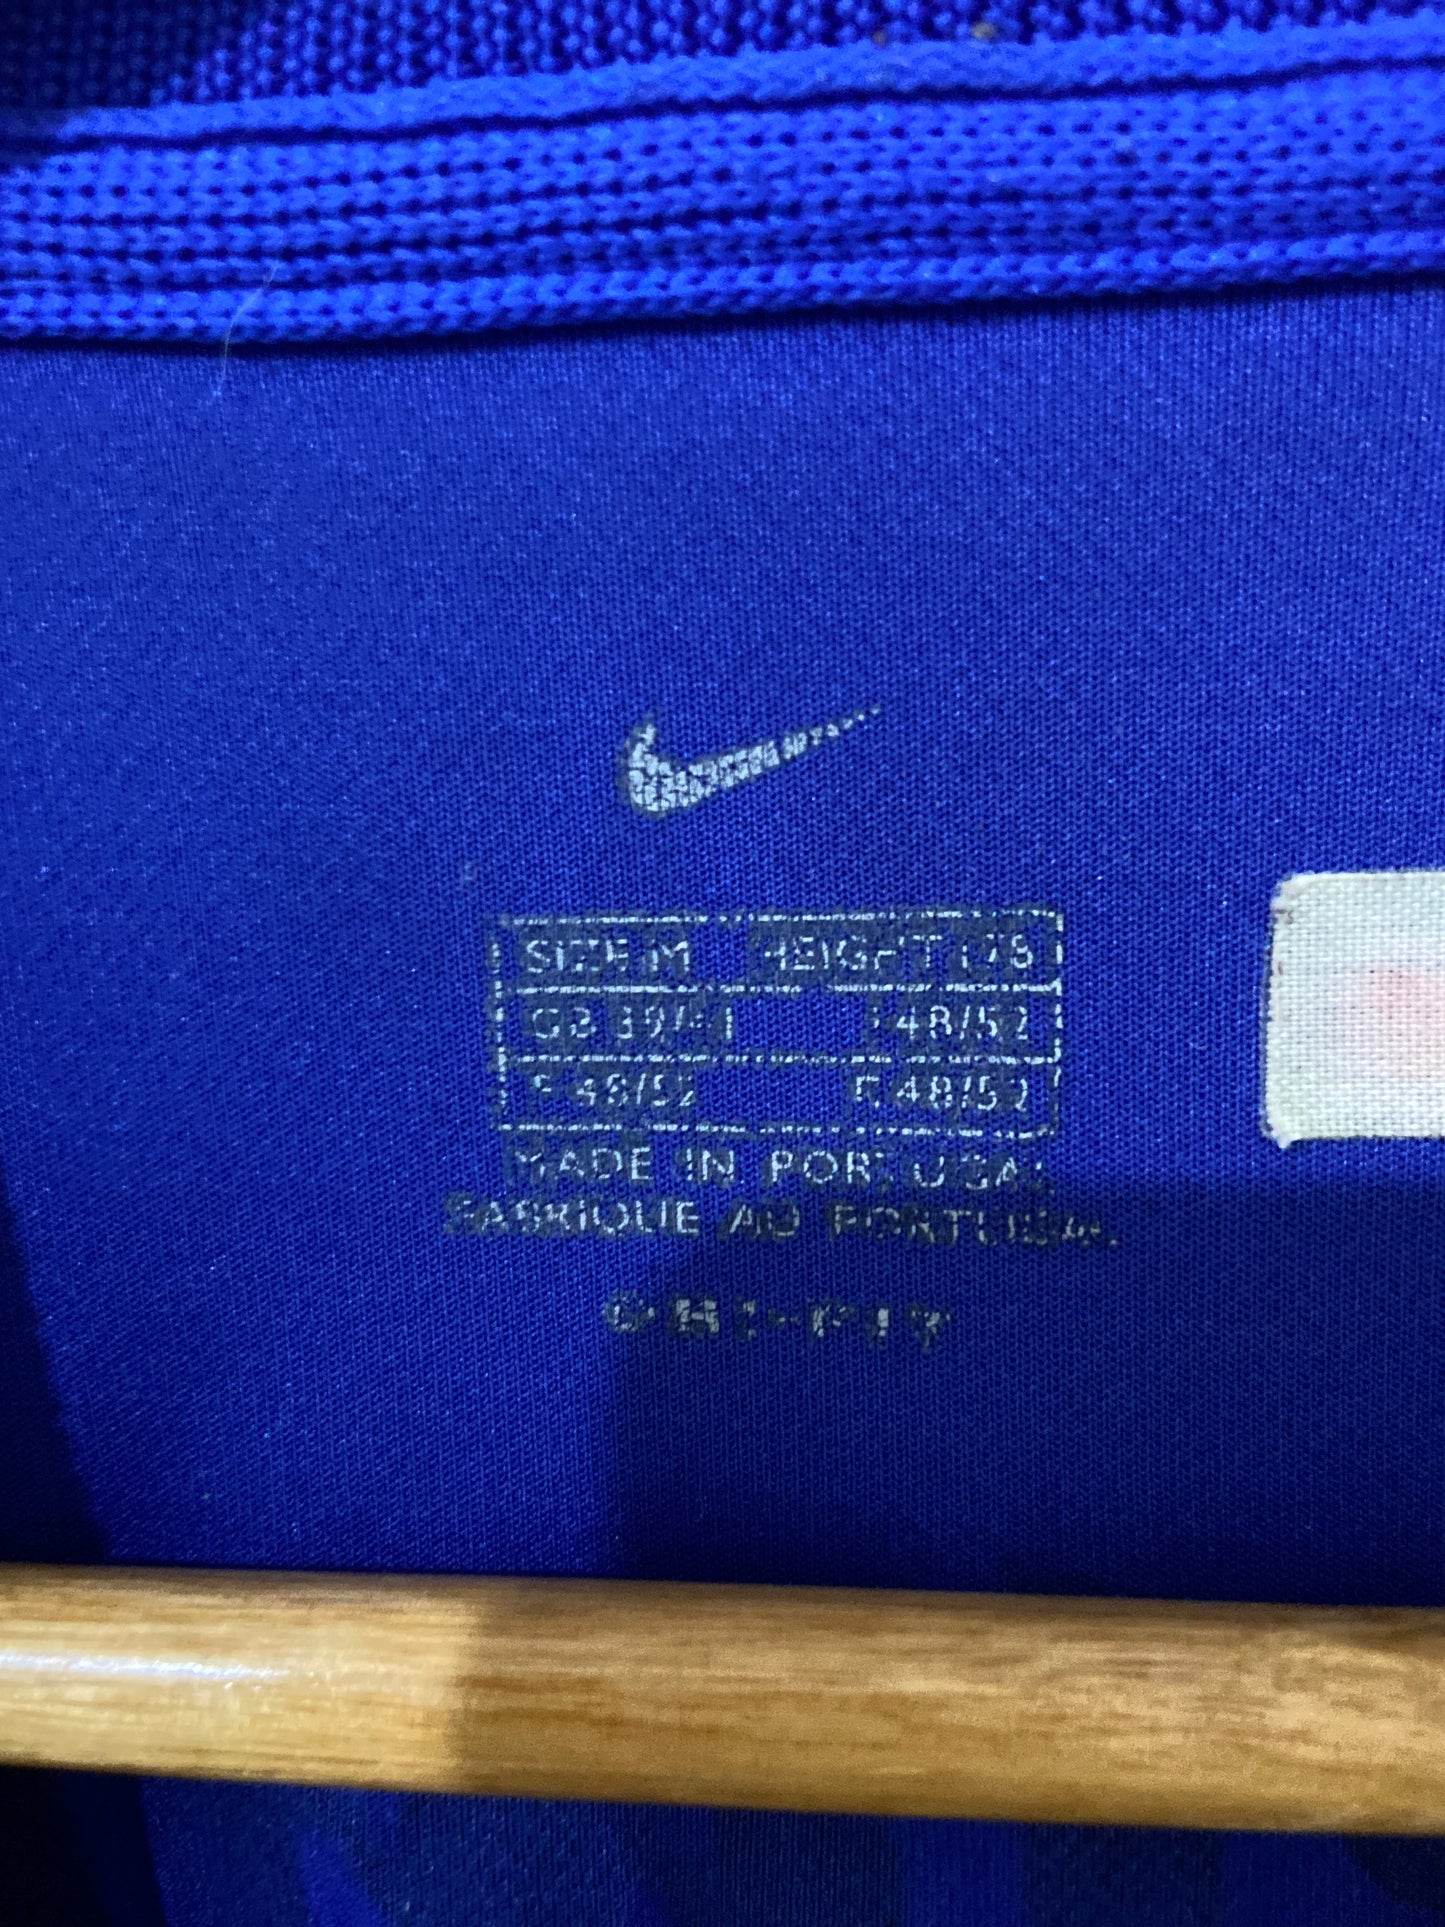 SIZE M HEIGHT 178
GB 39/41 I 48/52
F 48/52 E 48/52
MADE IN PORTUGAL
FABRIQUE AU PORTUGAL
DRI-FIT